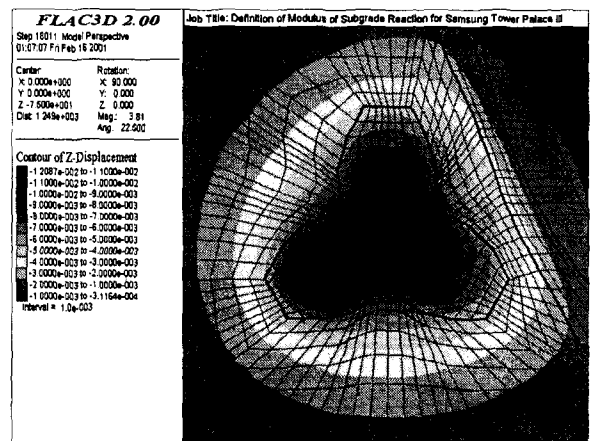 FLAC3D 2.00
Step 16011 Model Perspective
01:07:07 Fri Feb 16 2001
Center:
X: 0.000e+000
Y: 0.000e+000
Z: -7.500e+001
Dist: 1.249e+003
Rotation:
X: 90.000
Y: 0.000
Z: 0.000
Mag.: 3.81
Ang.: 22.500
Contour of Z-Displacement
-1.2087e-002 to -1.1000e-002
-1.1000e-002 to -1.0000e-002
-1.0000e-002 to -9.0000e-003
-9.0000e-003 to -8.0000e-003
-8.0000e-003 to -7.0000e-003
-7.0000e-003 to -6.0000e-003
-6.0000e-003 to -5.0000e-003
-5.0000e-003 to -4.0000e-003
-4.0000e-003 to -3.0000e-003
-3.0000e-003 to -2.0000e-003
-2.0000e-003 to -1.0000e-003
-1.0000e-003 to -3.1164e-004
Interval = 1.0e-003
Job Title: Definition of Modulus of Subgrade Reaction for Samsung Tower Palace III